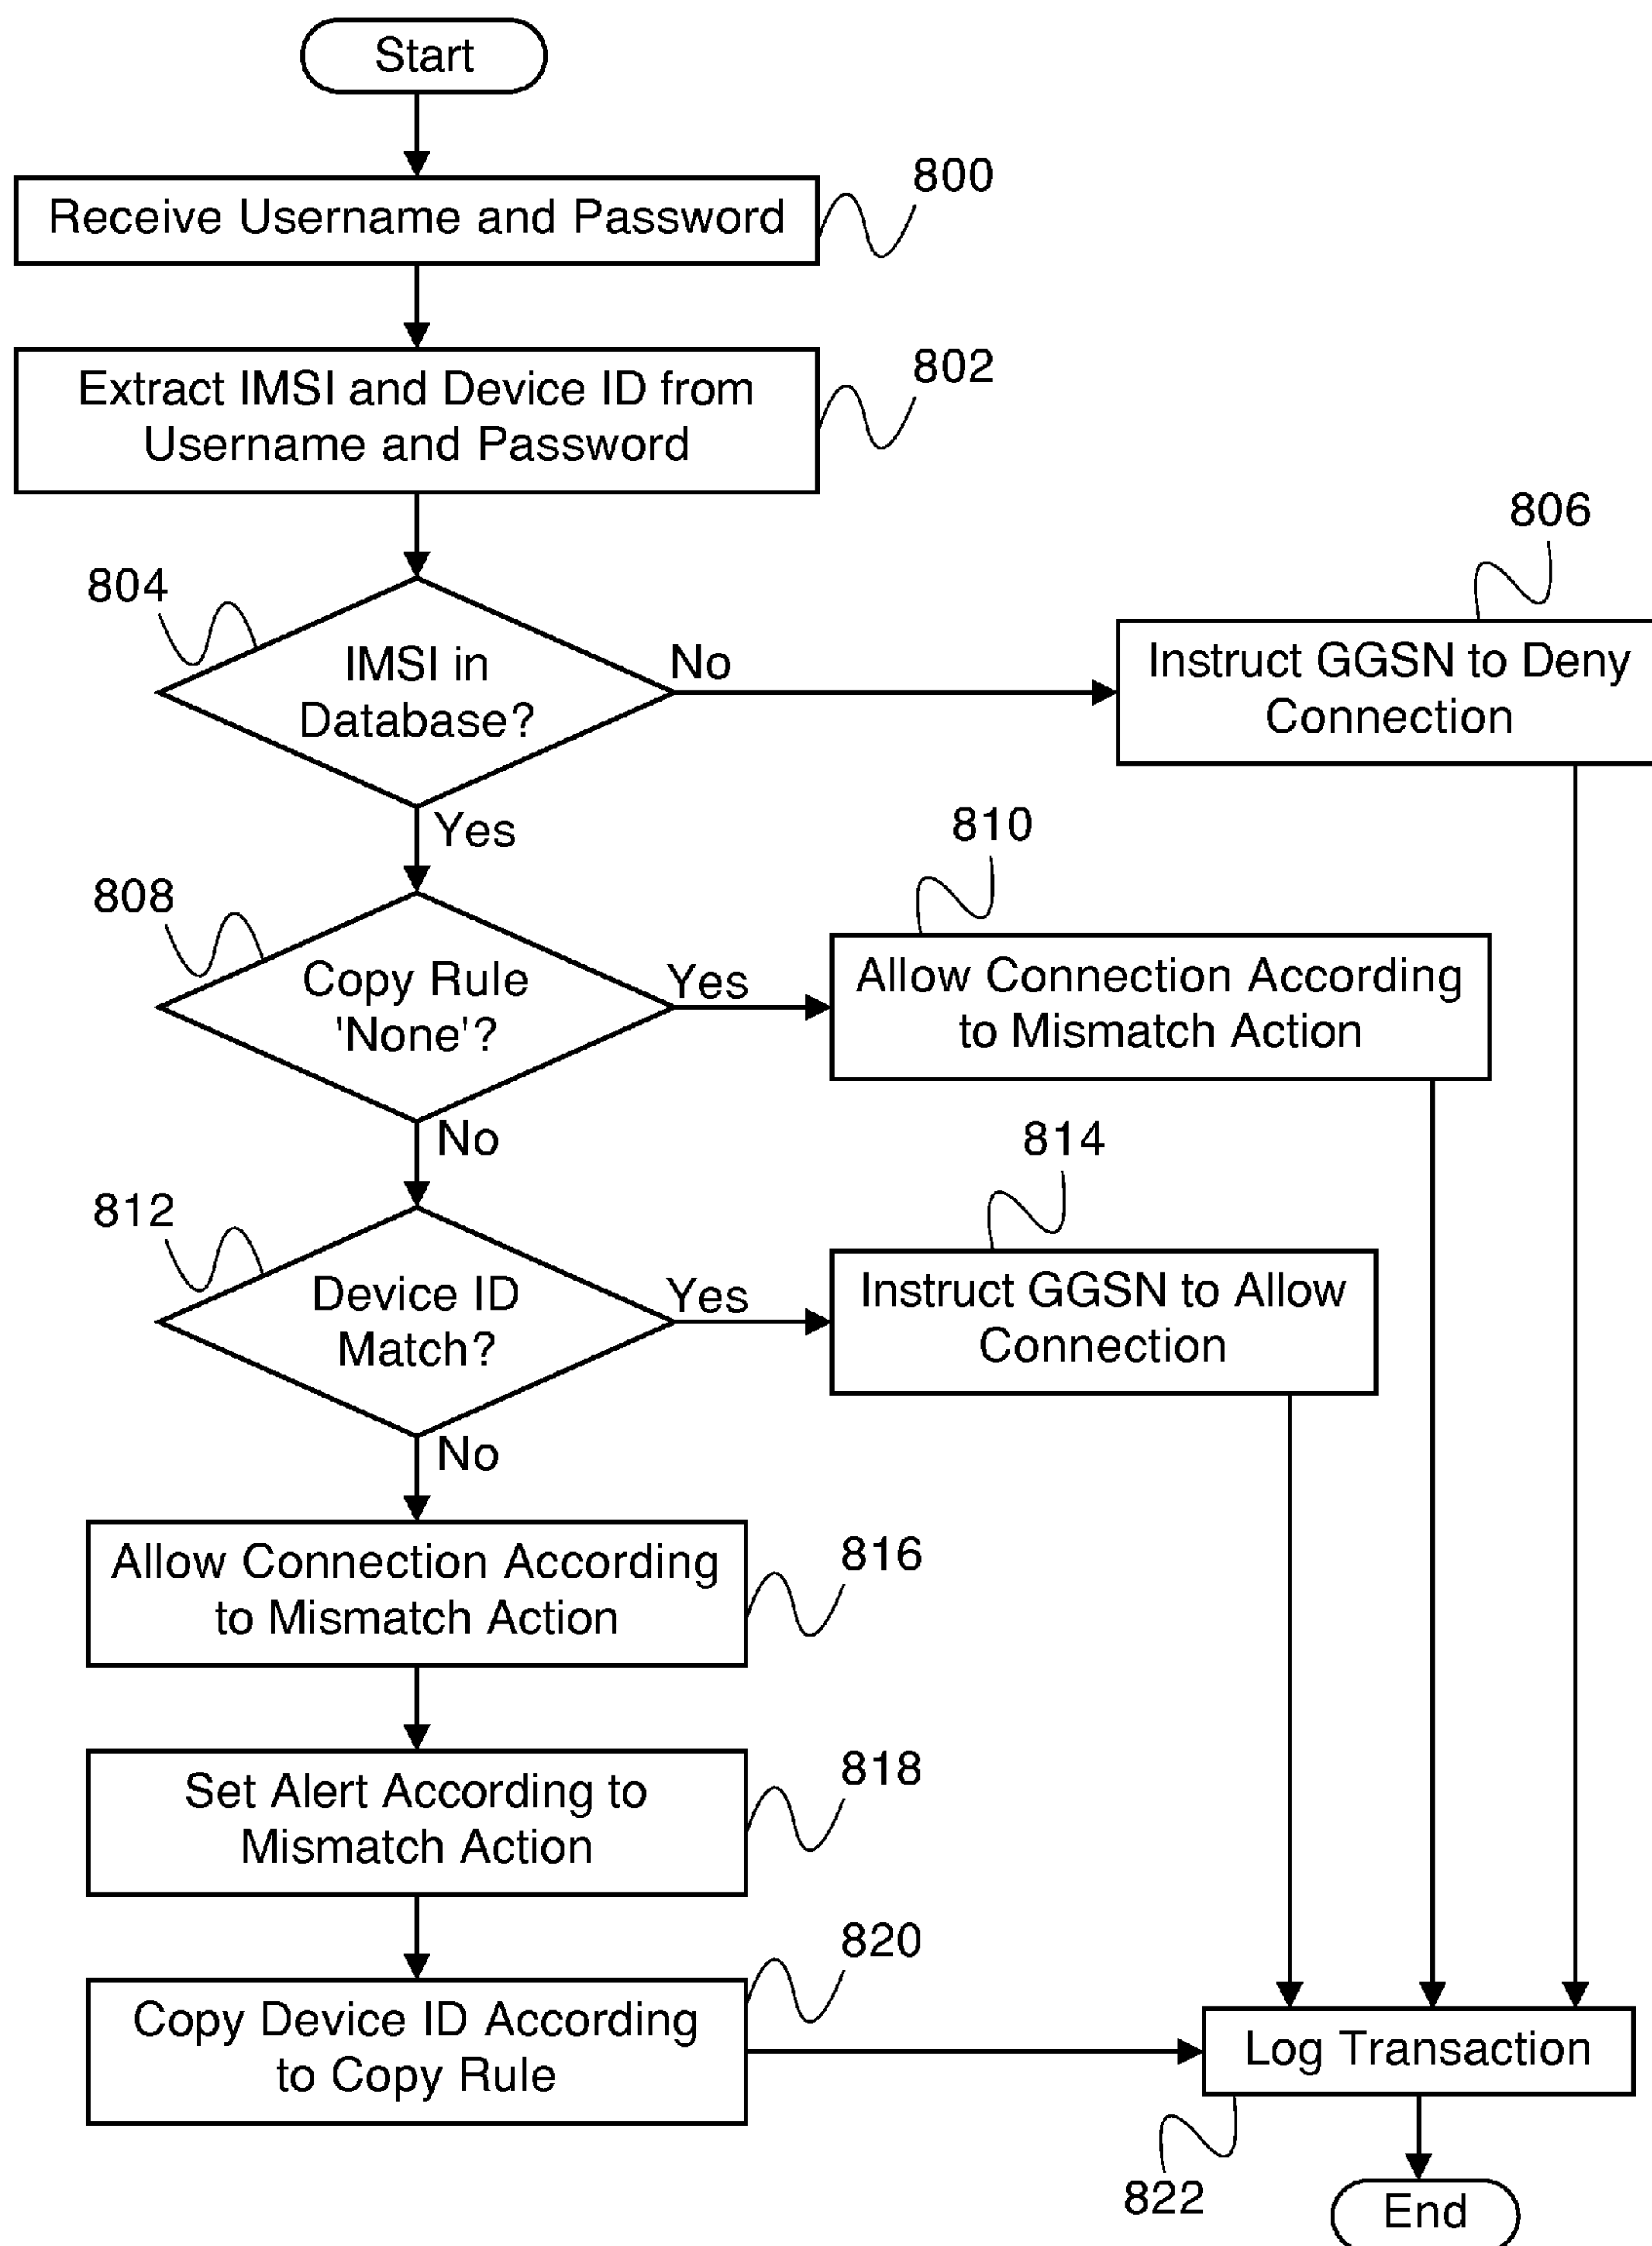 Start
800
Receive Username and Password
802
Extract IMSI and Device ID from
Username and Password
806
804
IMSI in
Database?
No
Instruct GGSN to Deny
Connection
Yes
810
808
Copy Rule
'None'?
Yes
Allow Connection According
to Mismatch Action
No
814
812
Device ID
Match?
Yes
Instruct GGSN to Allow
Connection
No
816
Allow Connection According
to Mismatch Action
818
Set Alert According to
Mismatch Action
820
Copy Device ID According
to Copy Rule
Log Transaction
822
End